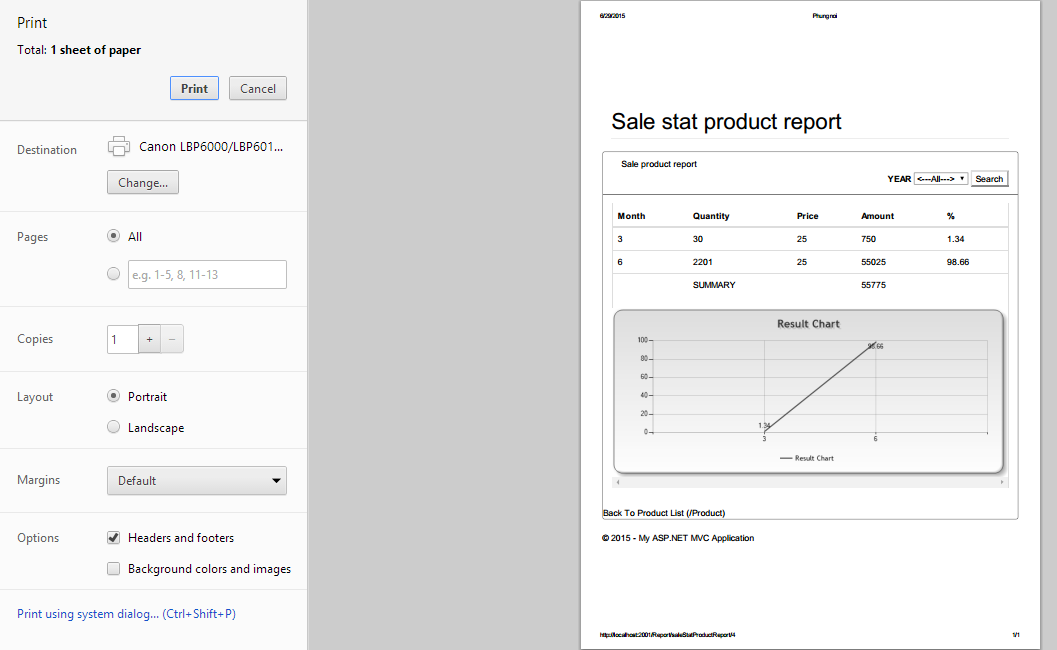 Print
Total: 1 sheet of paper
Print Cancel
Destination Canon LBP6000/LBP601...
Change...
Pages All
e.g. 1-5, 8, 11-13
Copies 1 + −
Layout Portrait
Landscape
Margins Default
Options Headers and footers
Background colors and images
Print using system dialog... (Ctrl+Shift+P)
6/29/2015 Phungnoi
Sale stat product report
Sale product report
YEAR <---All---> Search
Month Quantity Price Amount %
3 30 25 750 1.34
6 2201 25 55025 98.66
SUMMARY 55775
Result Chart
100
80
60
40
20
0
98.66
1.34
3 6
Result Chart
Back To Product List (/Product)
© 2015 - My ASP.NET MVC Application
http://localhost:2001/Report/saleStatProductReport/4 1/1